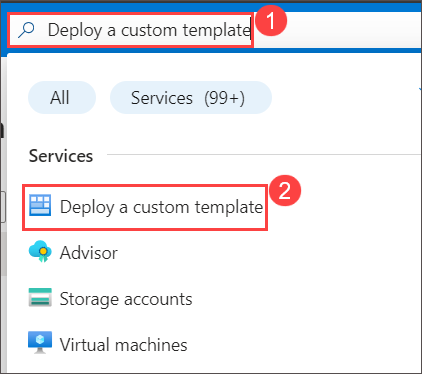 Deploy a custom template 1
All Services (99+)
Services
Deploy a custom template 2
Advisor
Storage accounts
Virtual machines